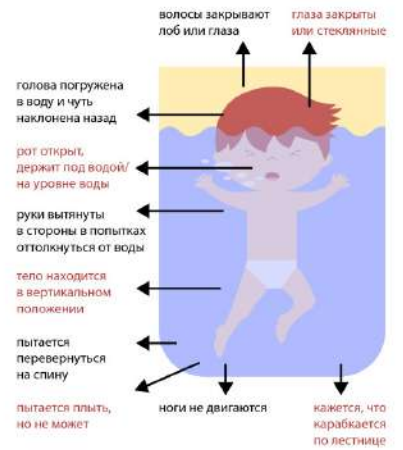 волосы закрывают
лоб или глаза
глаза закрыты
или стеклянные
голова погружена
в воду и чуть
наклонена назад
рот открыт,
держит под водой/
на уровне воды
руки вытянуты
в стороны в попытках
оттолкнуться от воды
тело находится
в вертикальном
положении
пытается
перевернуться
на спину
пытается плыть,
но не может
ноги не двигаются
кажется, что
карабкается
по лестнице